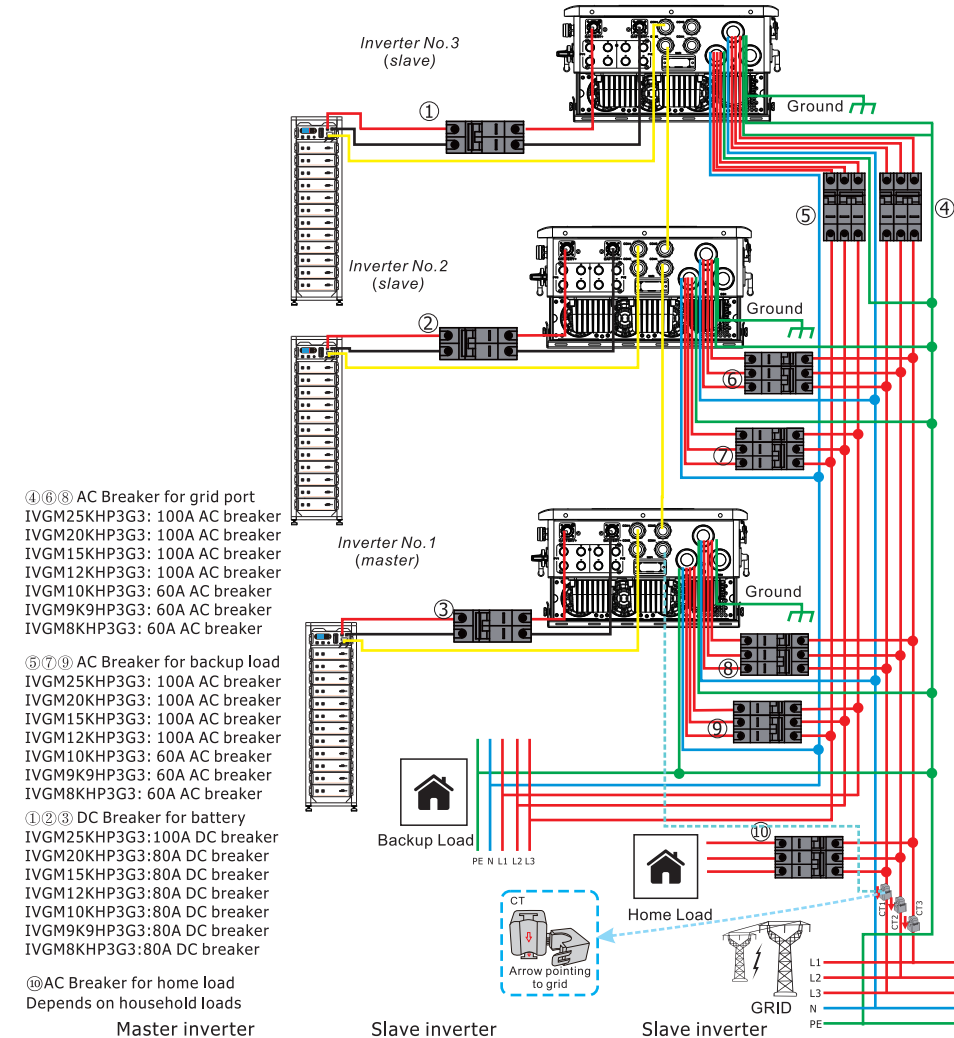 Inverter No.3
(slave)
①
Ground
⑤
④
Inverter No.2
(slave)
②
Ground
⑥
⑦
④⑥⑧ AC Breaker for grid port
IVGM25KHP3G3: 100A AC breaker
IVGM20KHP3G3: 100A AC breaker
IVGM15KHP3G3: 100A AC breaker
IVGM12KHP3G3: 100A AC breaker
IVGM10KHP3G3: 60A AC breaker
IVGM9K9HP3G3: 60A AC breaker
IVGM8KHP3G3: 60A AC breaker
Inverter No.1
(master)
③
Ground
⑧
⑨
⑤⑦⑨ AC Breaker for backup load
IVGM25KHP3G3: 100A AC breaker
IVGM20KHP3G3: 100A AC breaker
IVGM15KHP3G3: 100A AC breaker
IVGM12KHP3G3: 100A AC breaker
IVGM10KHP3G3: 60A AC breaker
IVGM9K9HP3G3: 60A AC breaker
IVGM8KHP3G3: 60A AC breaker
①②③ DC Breaker for battery
IVGM25KHP3G3:100A DC breaker
IVGM20KHP3G3:80A DC breaker
IVGM15KHP3G3:80A DC breaker
IVGM12KHP3G3:80A DC breaker
IVGM10KHP3G3:80A DC breaker
IVGM9K9HP3G3:80A DC breaker
IVGM8KHP3G3:80A DC breaker
⑩AC Breaker for home load
Depends on household loads
Backup Load
PE N L1 L2 L3
⑩
Home Load
CT1
CT2
CT3
CT
Arrow pointing
to grid
GRID
L1
L2
L3
N
PE
Master inverter
Slave inverter
Slave inverter